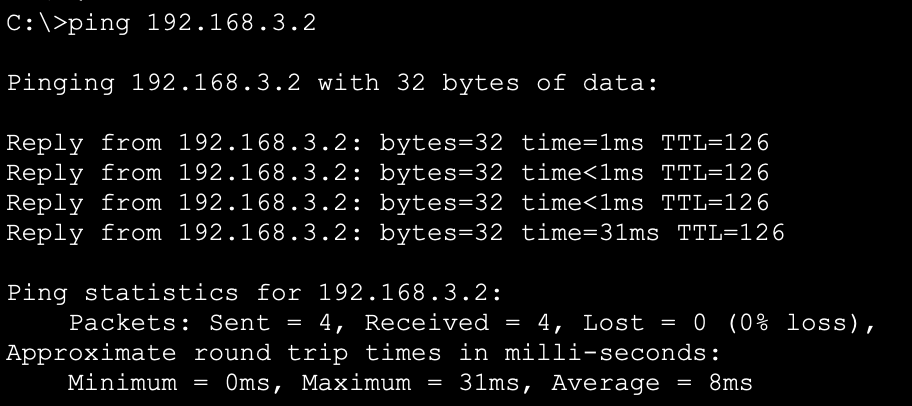 C:\>ping 192.168.3.2
Pinging 192.168.3.2 with 32 bytes of data:
Reply from 192.168.3.2: bytes=32 time=1ms TTL=126
Reply from 192.168.3.2: bytes=32 time<1ms TTL=126
Reply from 192.168.3.2: bytes=32 time<1ms TTL=126
Reply from 192.168.3.2: bytes=32 time=31ms TTL=126
Ping statistics for 192.168.3.2:
    Packets: Sent = 4, Received = 4, Lost = 0 (0% loss),
Approximate round trip times in milli-seconds:
    Minimum = 0ms, Maximum = 31ms, Average = 8ms